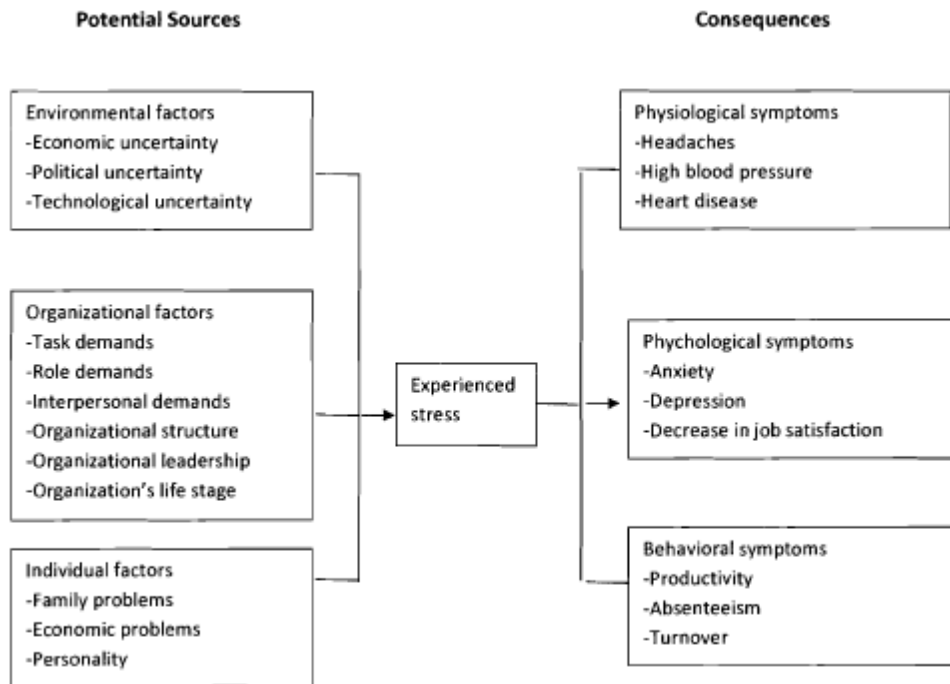 Potential Sources
Consequences
Environmental factors
-Economic uncertainty
-Political uncertainty
-Technological uncertainty
Organizational factors
-Task demands
-Role demands
-Interpersonal demands
-Organizational structure
-Organizational leadership
-Organization's life stage
Individual factors
-Family problems
-Economic problems
-Personality
Experienced
stress
Physiological symptoms
-Headaches
-High blood pressure
-Heart disease
Phychological symptoms
-Anxiety
-Depression
-Decrease in job satisfaction
Behavioral symptoms
-Productivity
-Absenteeism
-Turnover